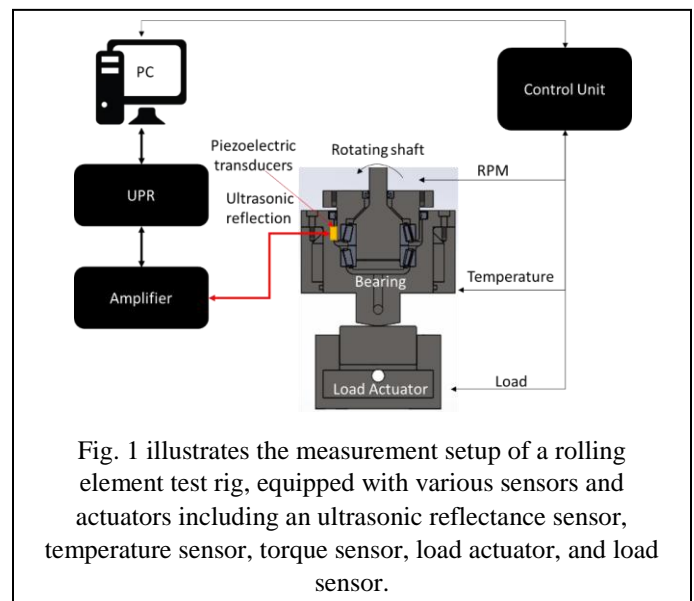 PC
Control Unit
Piezoelectric
transducers
Rotating shaft
RPM
UPR
Ultrasonic
reflection
Bearing
Temperature
Amplifier
Load Actuator
Load
Fig. 1 illustrates the measurement setup of a rolling
element test rig, equipped with various sensors and
actuators including an ultrasonic reflectance sensor,
temperature sensor, torque sensor, load actuator, and load
sensor.